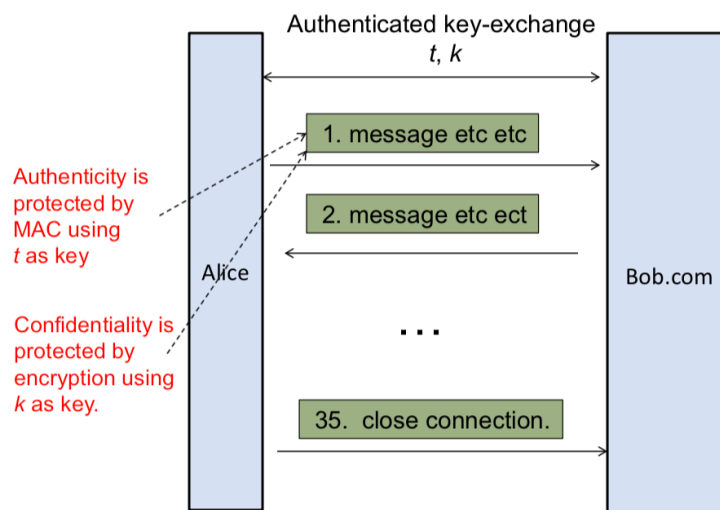 Authenticated key-exchange
t, k
1. message etc etc
Authenticity is
protected by
MAC using
t as key
2. message etc ect
Alice
Bob.com
...
Confidentiality is
protected by
encryption using
k as key.
35. close connection.